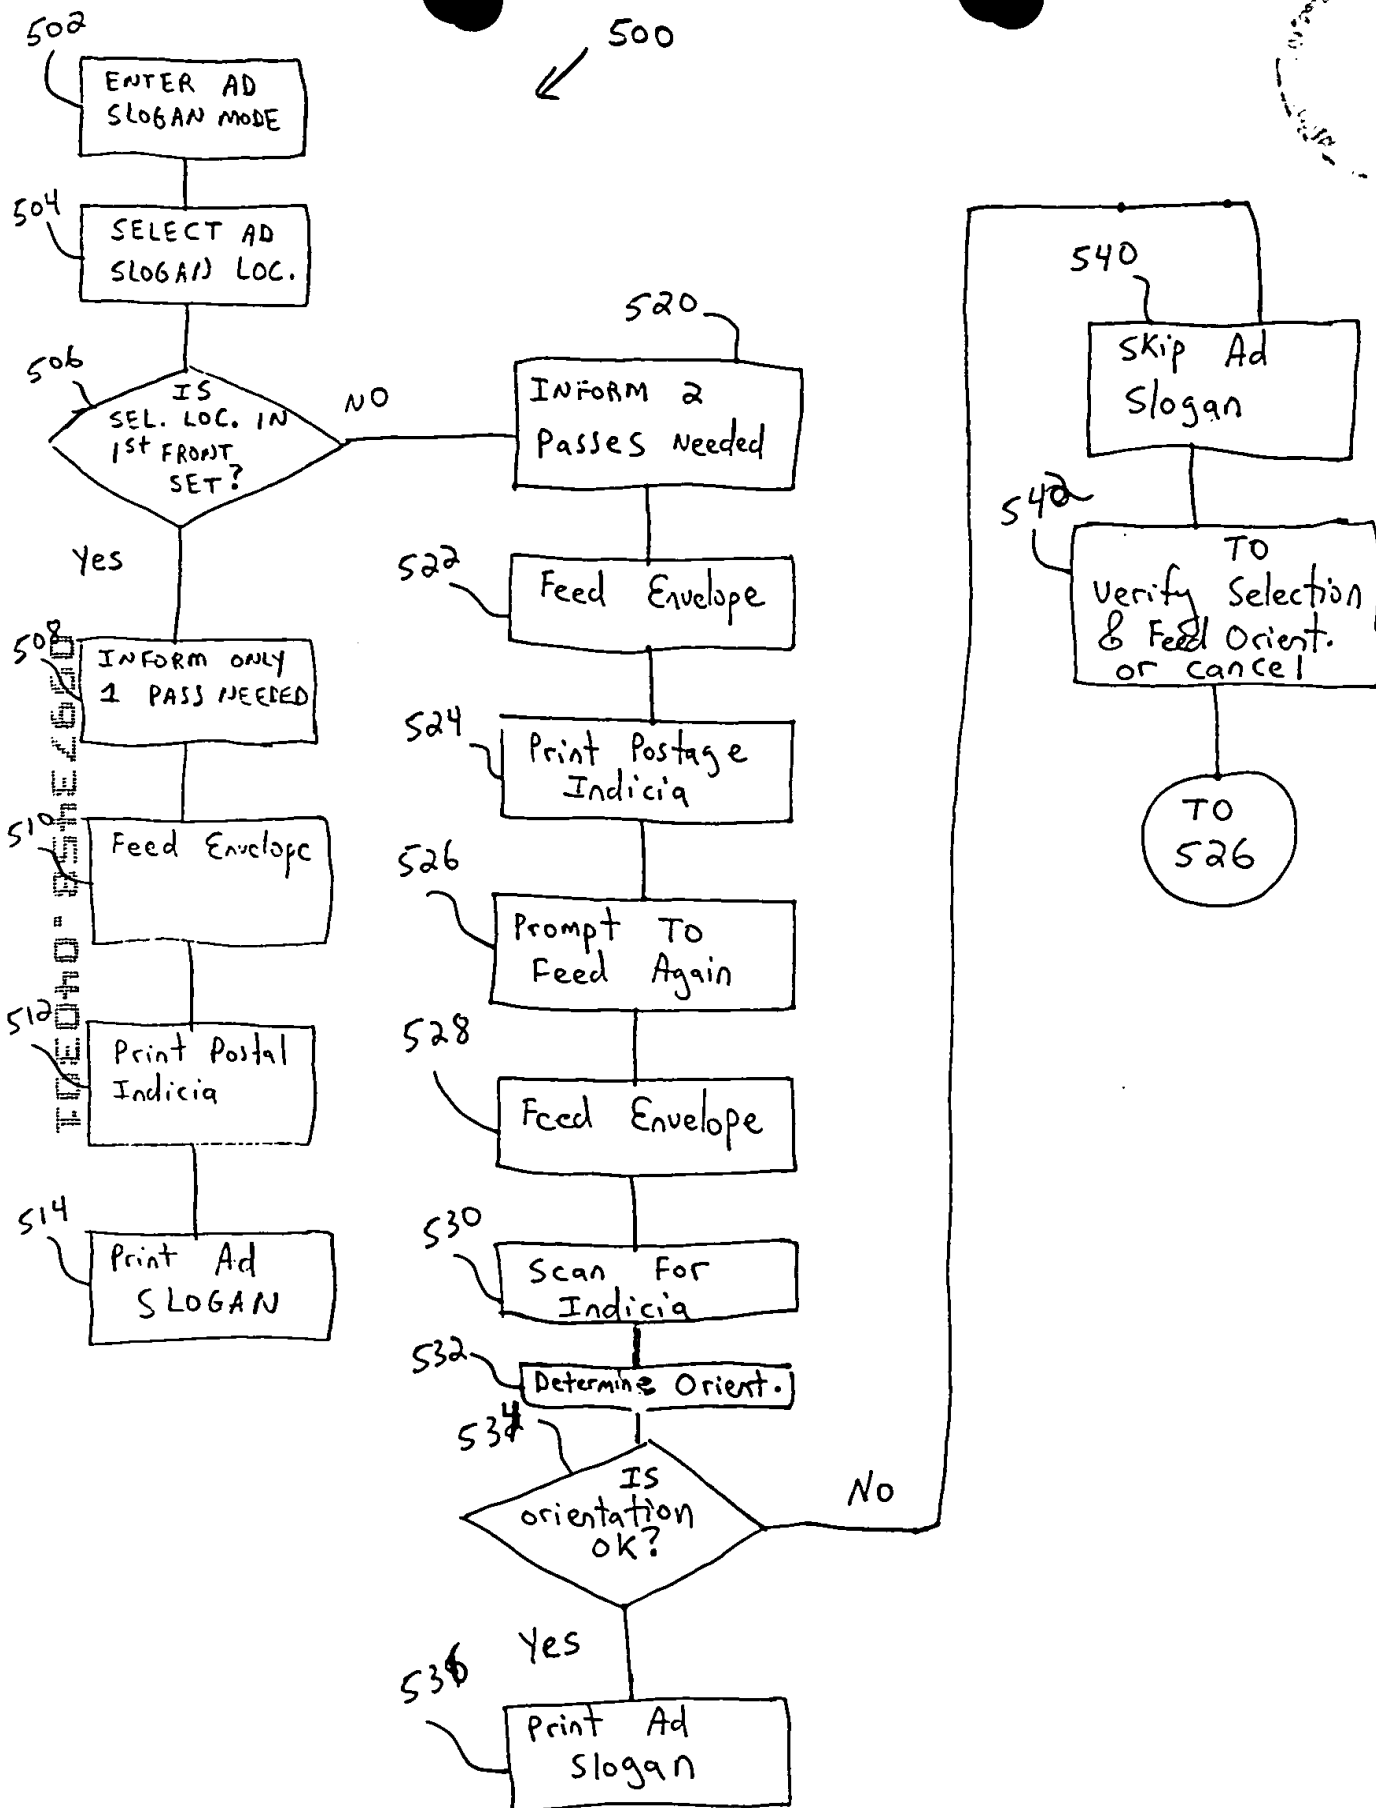 500
502
ENTER AD
SLOGAN MODE
504
SELECT AD
SLOGAN LOC.
506
IS
SEL. LOC. IN
1st FRONT
SET?
NO
Yes
508
INFORM ONLY
1 PASS NEEDED
510
Feed Envelope
512
Print Postal
Indicia
514
Print Ad
SLOGAN
520
INFORM 2
Passes Needed
522
Feed Envelope
524
Print Postage
Indicia
526
Prompt To
Feed Again
528
Feed Envelope
530
Scan For
Indicia
532
Determine Orient.
534
IS
orientation
OK?
NO
Yes
536
Print Ad
Slogan
540
Skip Ad
Slogan
542
TO
Verify Selection
& Feed Orient.
or cancel
TO
526